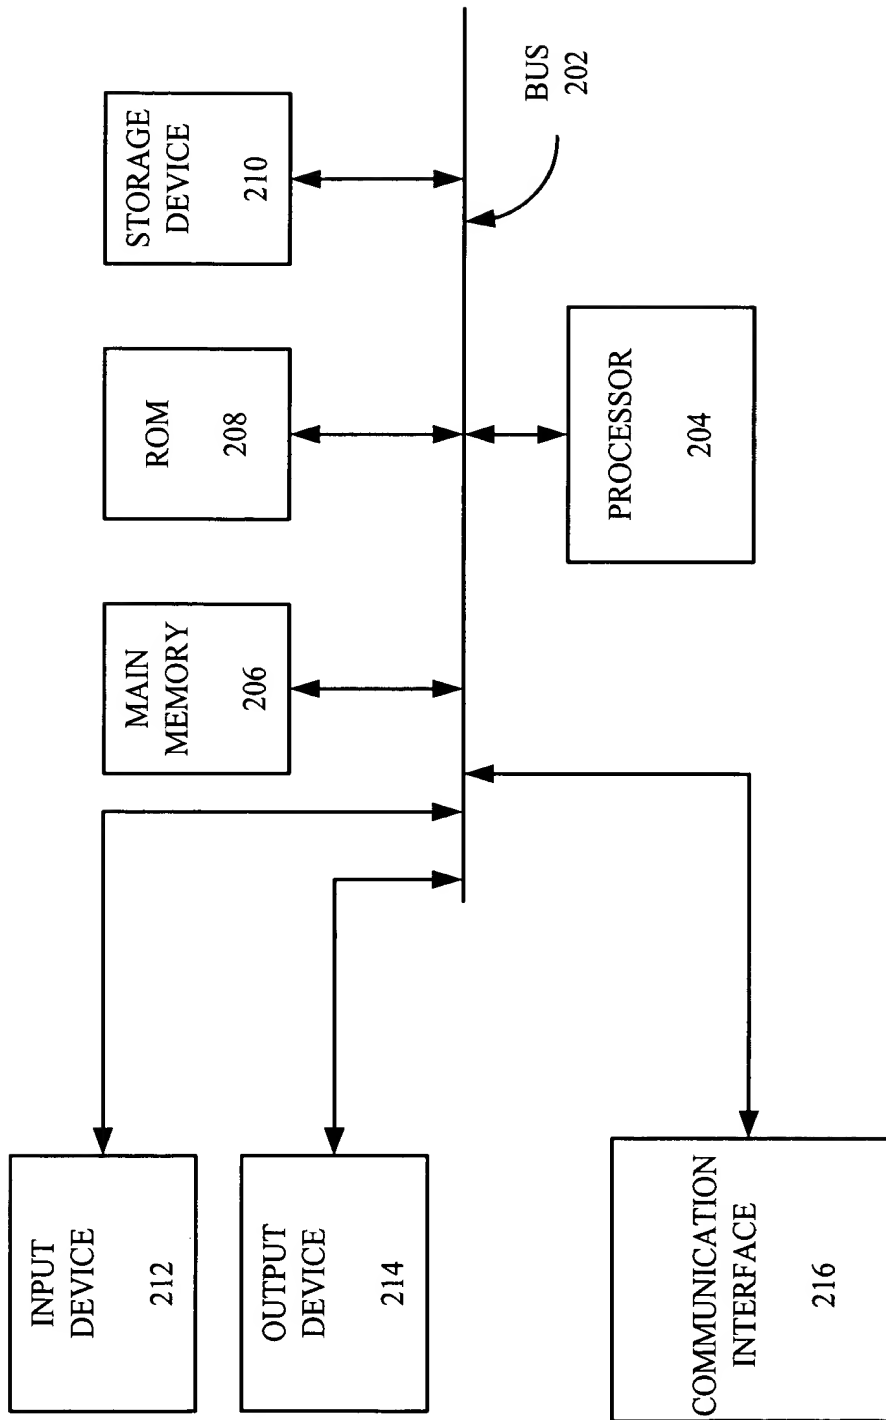 INPUT
DEVICE
212
OUTPUT
DEVICE
214
COMMUNICATION
INTERFACE
216
MAIN
MEMORY
206
ROM
208
STORAGE
DEVICE
210
PROCESSOR
204
BUS
202